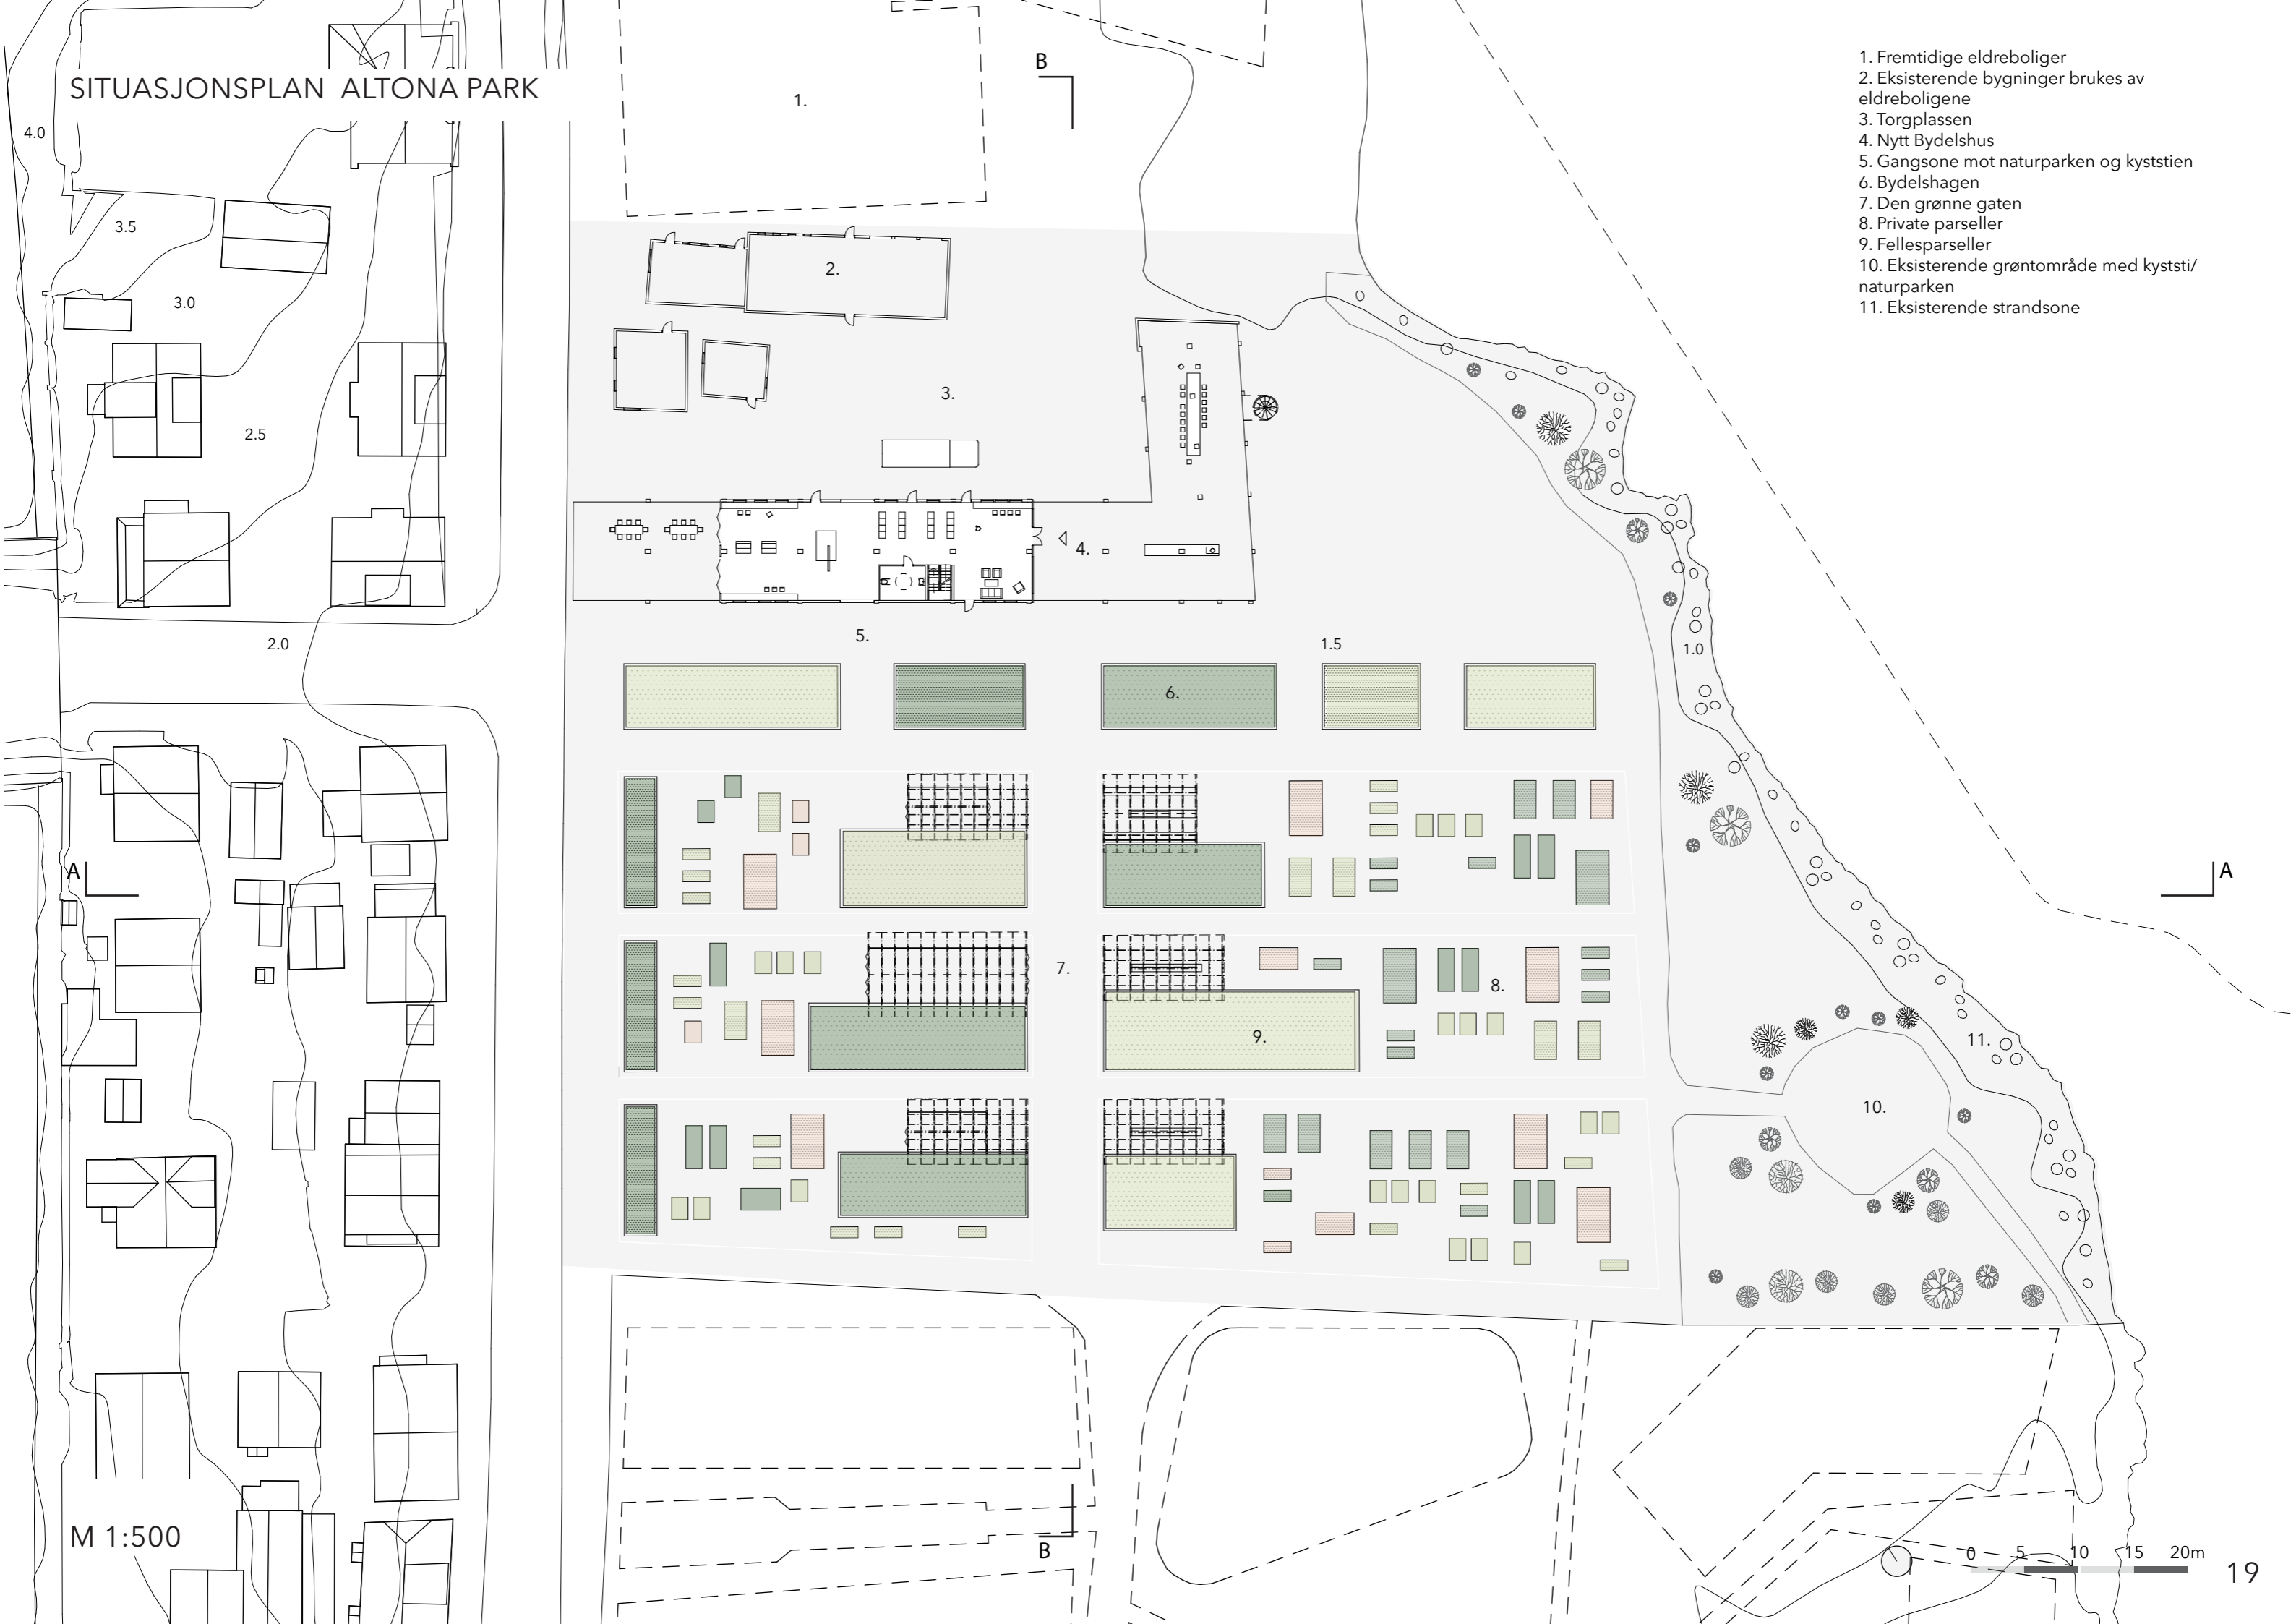 SITUASJONSPLAN ALTONA PARK
1. Fremtidige eldreboliger
2. Eksisterende bygninger brukes av
eldreboligene
3. Torgplassen
4. Nytt Bydelshus
5. Gangsone mot naturparken og kyststien
6. Bydelshagen
7. Den grønne gaten
8. Private parseller
9. Fellesparseller
10. Eksisterende grøntområde med kyststi/
naturparken
11. Eksisterende strandsone
B
1.
4.0
3.5
2.
3.0
3.
2.5
4.
5.
2.0
1.5
1.0
6.
A
A
7.
8.
9.
11.
10.
B
M 1:500
0 5 10 15 20m
19